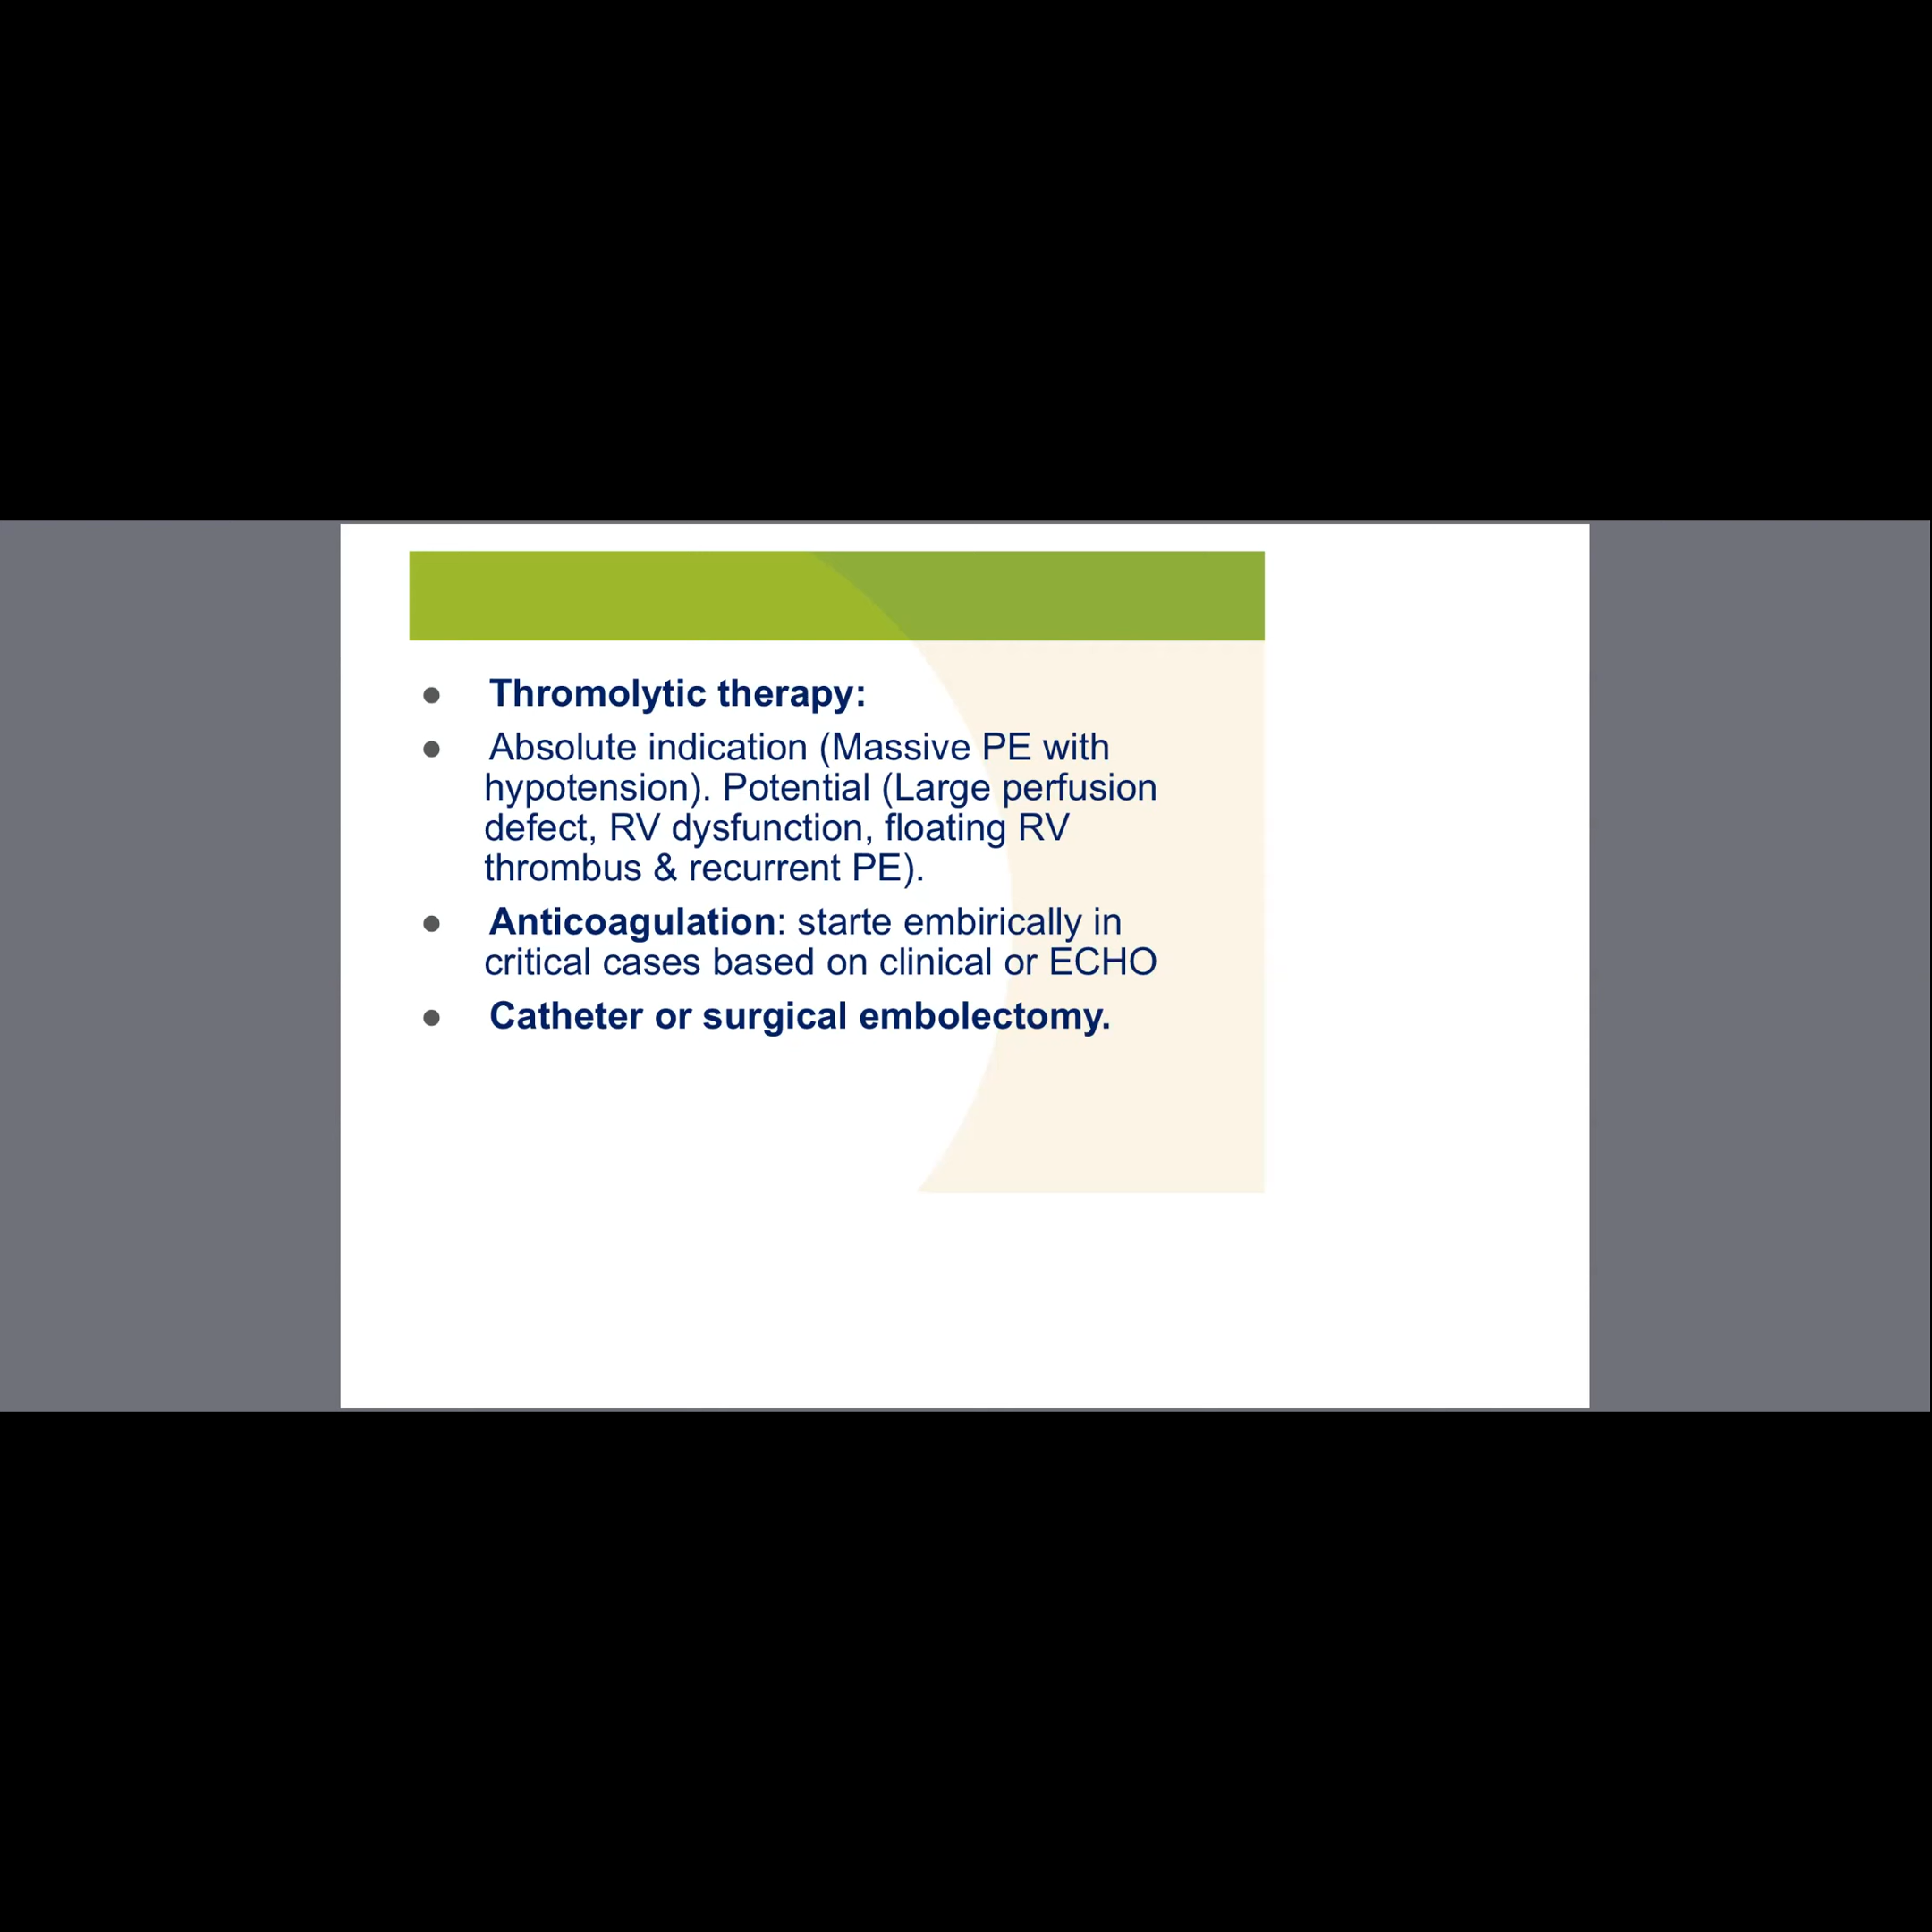 ● Thromolytic therapy:
● Absolute indication (Massive PE with
hypotension). Potential (Large perfusion
defect, RV dysfunction, floating RV
thrombus & recurrent PE).
● Anticoagulation: starte embirically in
critical cases based on clinical or ECHO
● Catheter or surgical embolectomy.